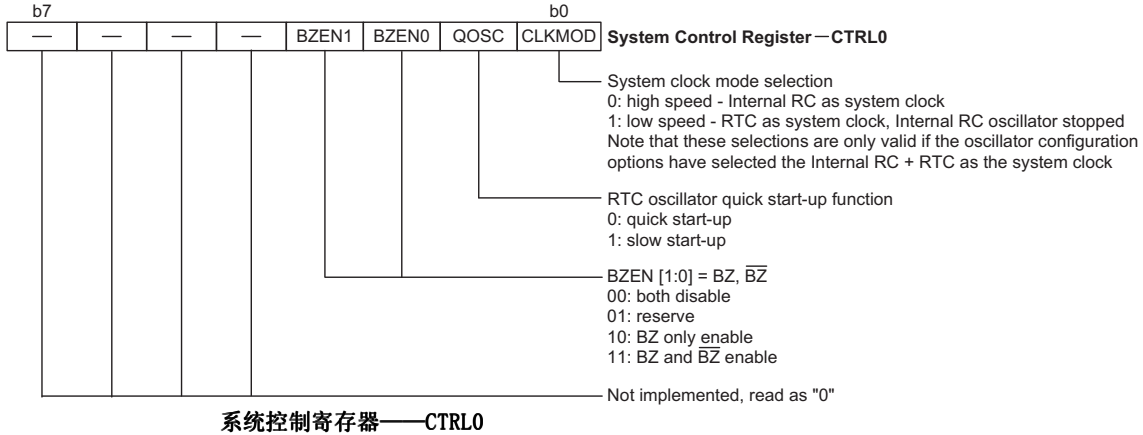 b7 b0
— — — — BZEN1 BZEN0 QOSC CLKMOD System Control Register—CTRL0
System clock mode selection
0: high speed - Internal RC as system clock
1: low speed - RTC as system clock, Internal RC oscillator stopped
Note that these selections are only valid if the oscillator configuration
options have selected the Internal RC + RTC as the system clock
RTC oscillator quick start-up function
0: quick start-up
1: slow start-up
BZEN [1:0] = BZ, B̅Z̅
00: both disable
01: reserve
10: BZ only enable
11: BZ and B̅Z̅ enable
Not implemented, read as "0"
系统控制寄存器——CTRL0